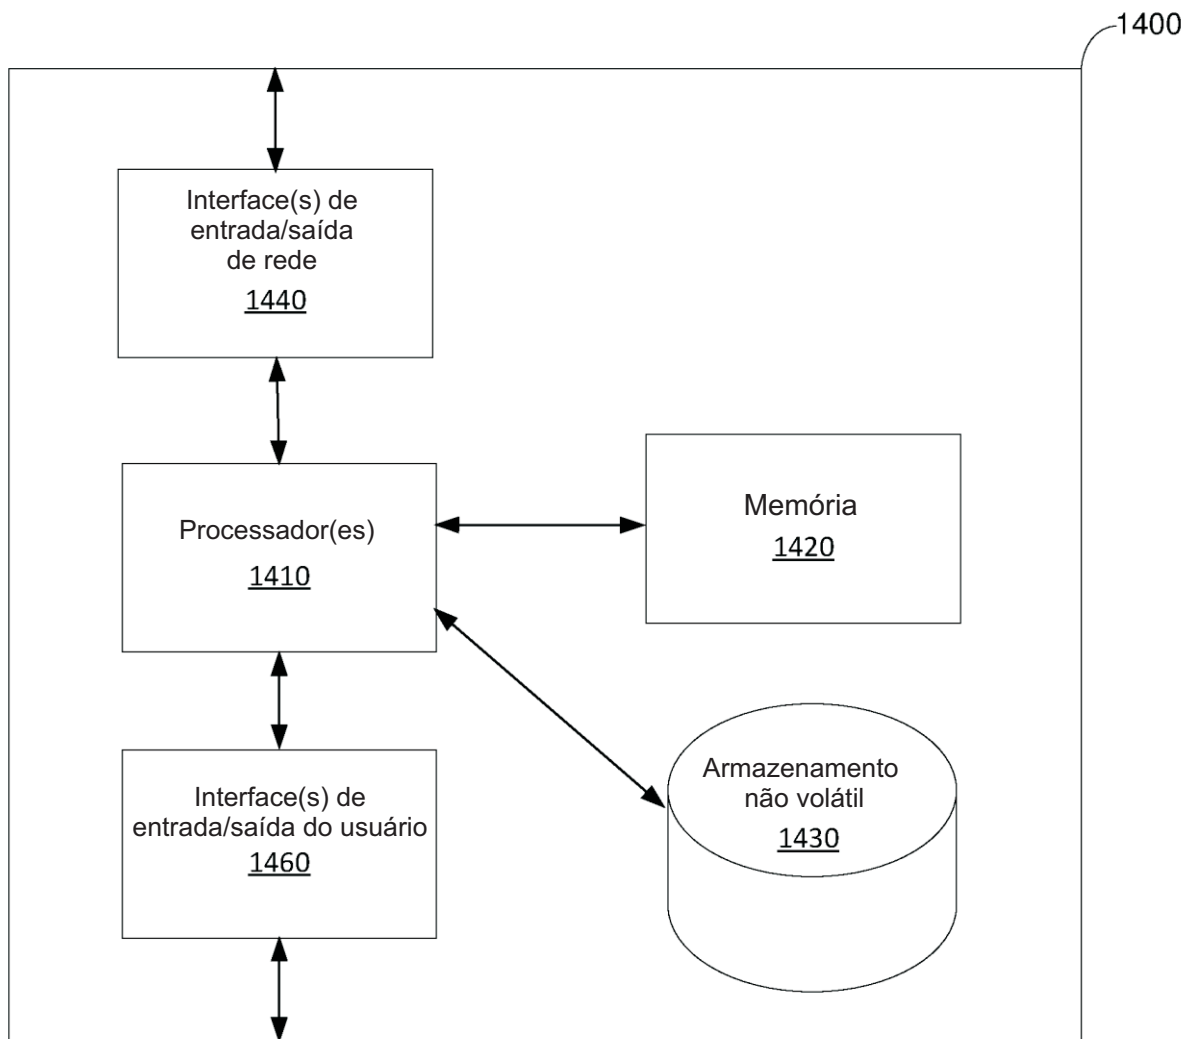 1400
Interface(s) de
entrada/saída
de rede
1440
Processador(es)
1410
Memória
1420
Interface(s) de
entrada/saída do usuário
1460
Armazenamento
não volátil
1430